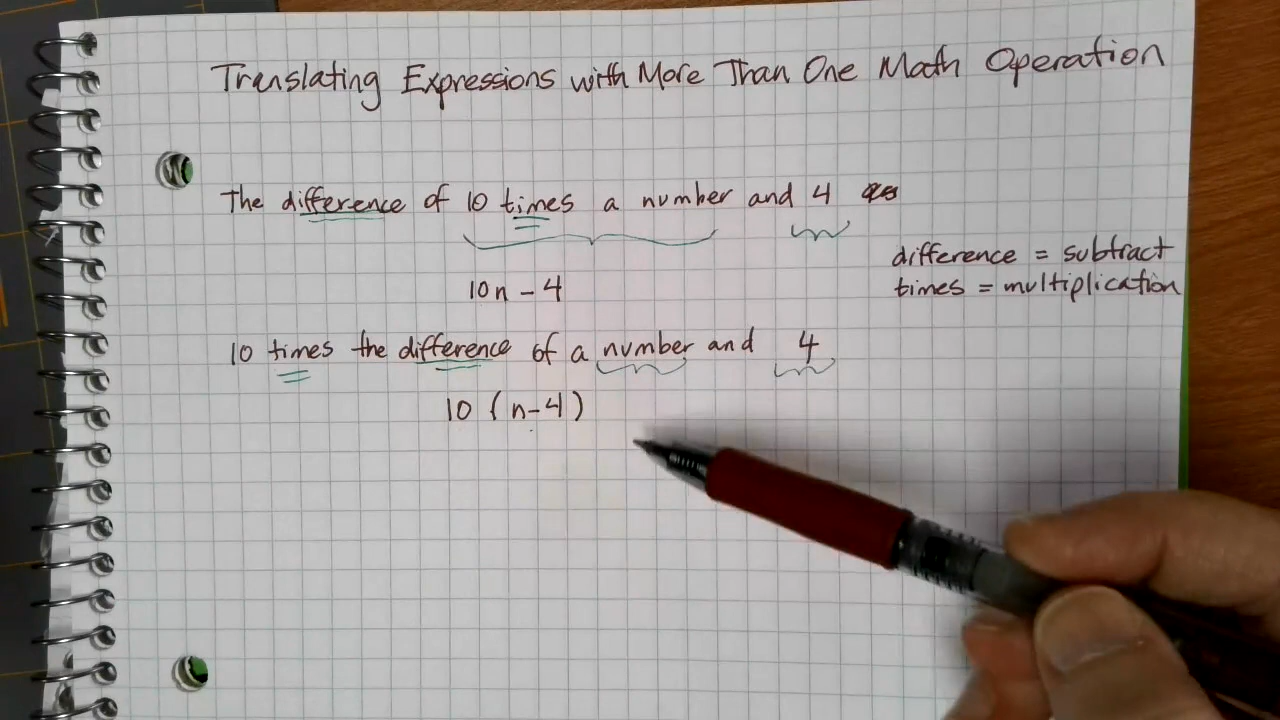 Translating Expressions with More Than One Math Operation
The difference of 10 times a number and 4
difference = subtract
times = multiplication
10n - 4
10 times the difference of a number and 4
10 (n-4)